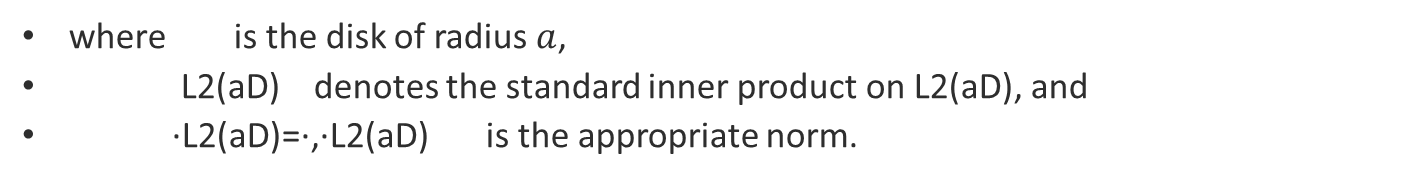 • where is the disk of radius a,
• L2(aD) denotes the standard inner product on L2(aD), and
• ·L2(aD)=·,·L2(aD) is the appropriate norm.